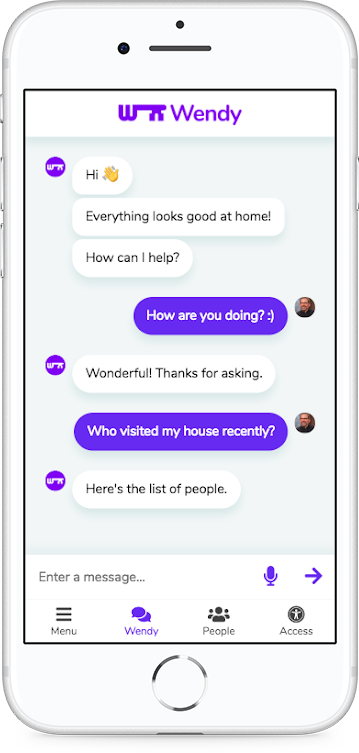 Wendy
Hi 👋
Everything looks good at home!
How can I help?
How are you doing? :)
Wonderful! Thanks for asking.
Who visited my house recently?
Here's the list of people.
Enter a message...
Menu Wendy People Access